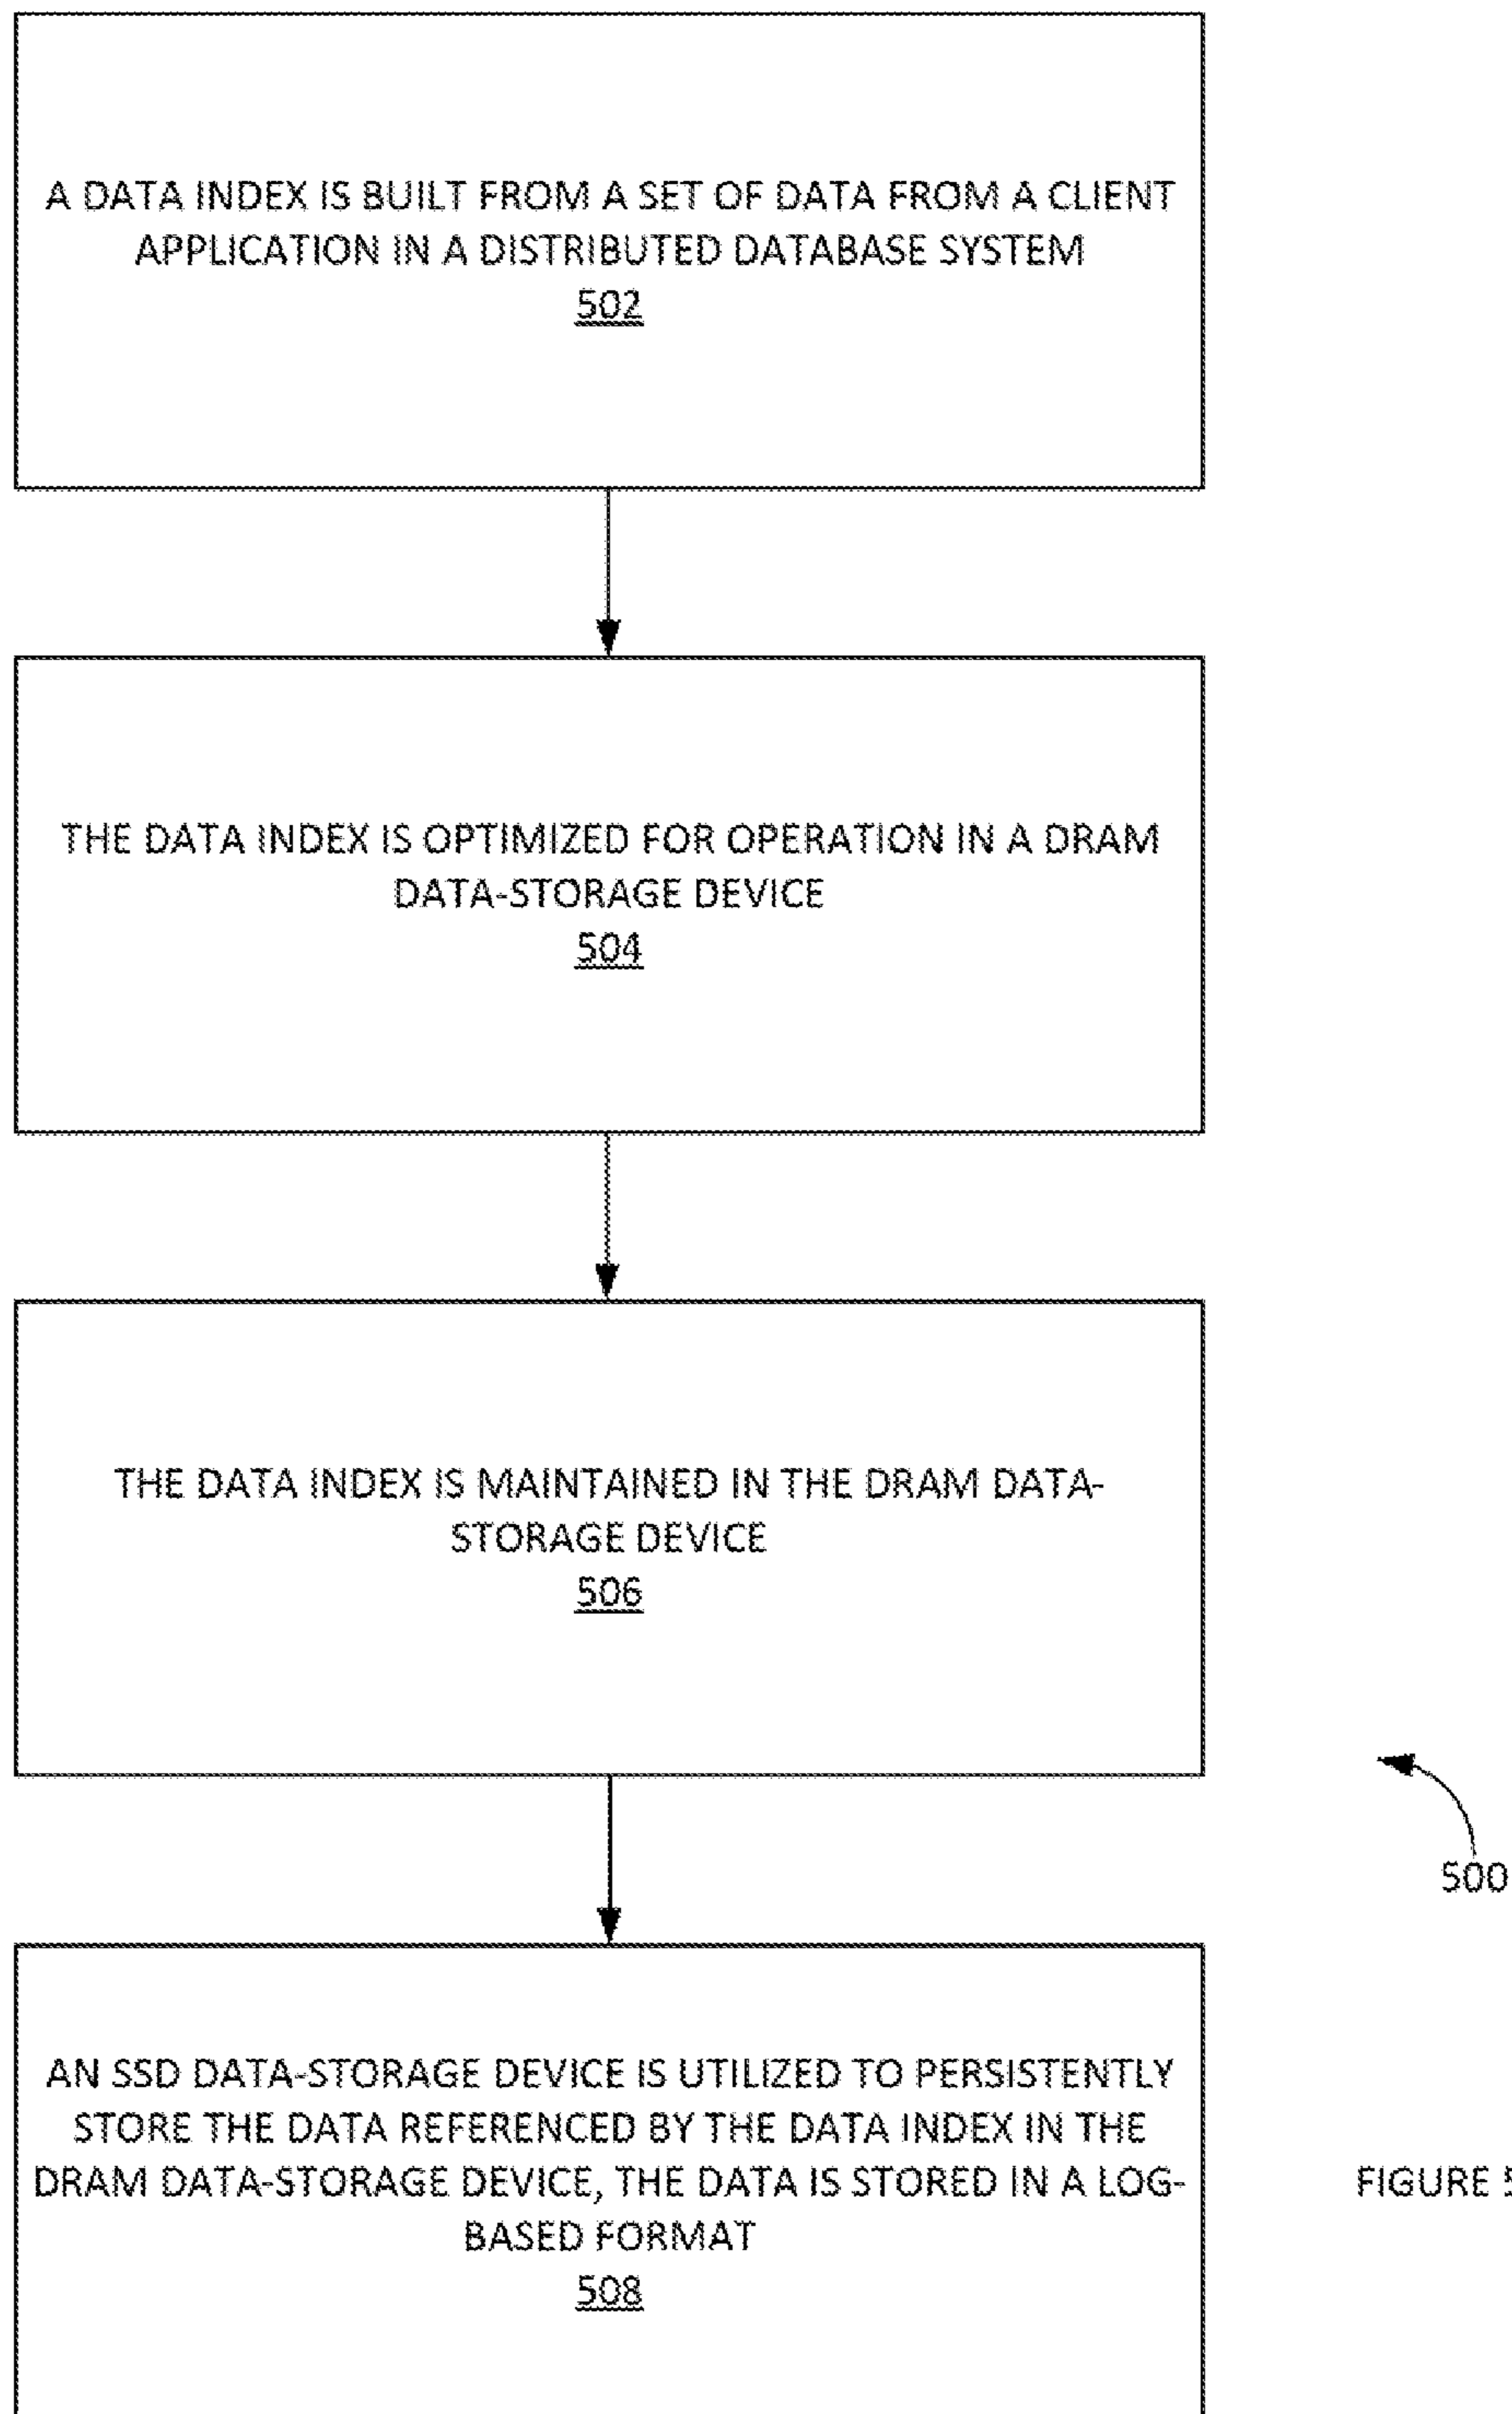 A DATA INDEX IS BUILT FROM A SET OF DATA FROM A CLIENT
APPLICATION IN A DISTRIBUTED DATABASE SYSTEM
502
THE DATA INDEX IS OPTIMIZED FOR OPERATION IN A DRAM
DATA-STORAGE DEVICE
504
THE DATA INDEX IS MAINTAINED IN THE DRAM DATA-
STORAGE DEVICE
506
500
AN SSD DATA-STORAGE DEVICE IS UTILIZED TO PERSISTENTLY
STORE THE DATA REFERENCED BY THE DATA INDEX IN THE
DRAM DATA-STORAGE DEVICE, THE DATA IS STORED IN A LOG-
BASED FORMAT
508
FIGURE 5